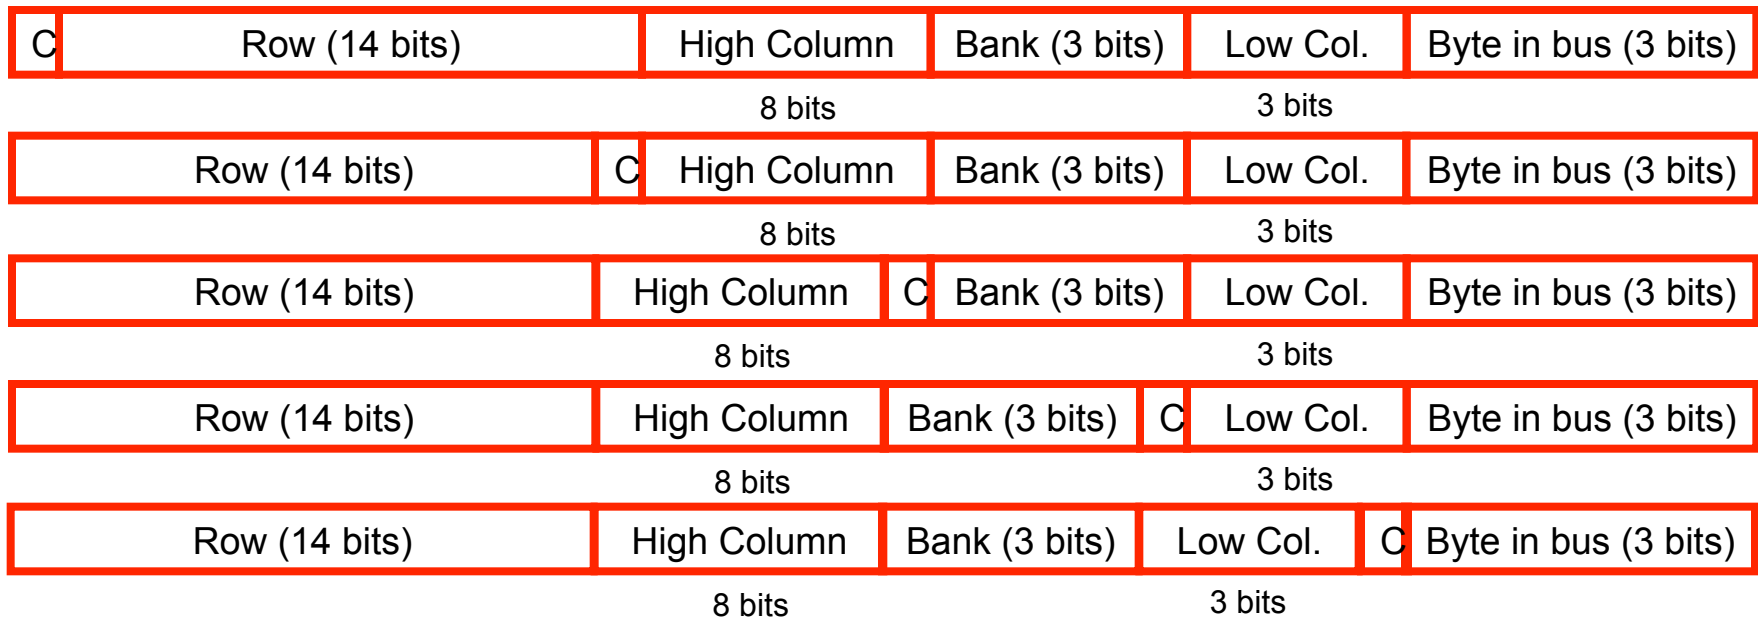 C Row (14 bits) High Column Bank (3 bits) Low Col. Byte in bus (3 bits)
8 bits 3 bits
Row (14 bits) C High Column Bank (3 bits) Low Col. Byte in bus (3 bits)
8 bits 3 bits
Row (14 bits) High Column C Bank (3 bits) Low Col. Byte in bus (3 bits)
8 bits 3 bits
Row (14 bits) High Column Bank (3 bits) C Low Col. Byte in bus (3 bits)
8 bits 3 bits
Row (14 bits) High Column Bank (3 bits) Low Col. C Byte in bus (3 bits)
8 bits 3 bits